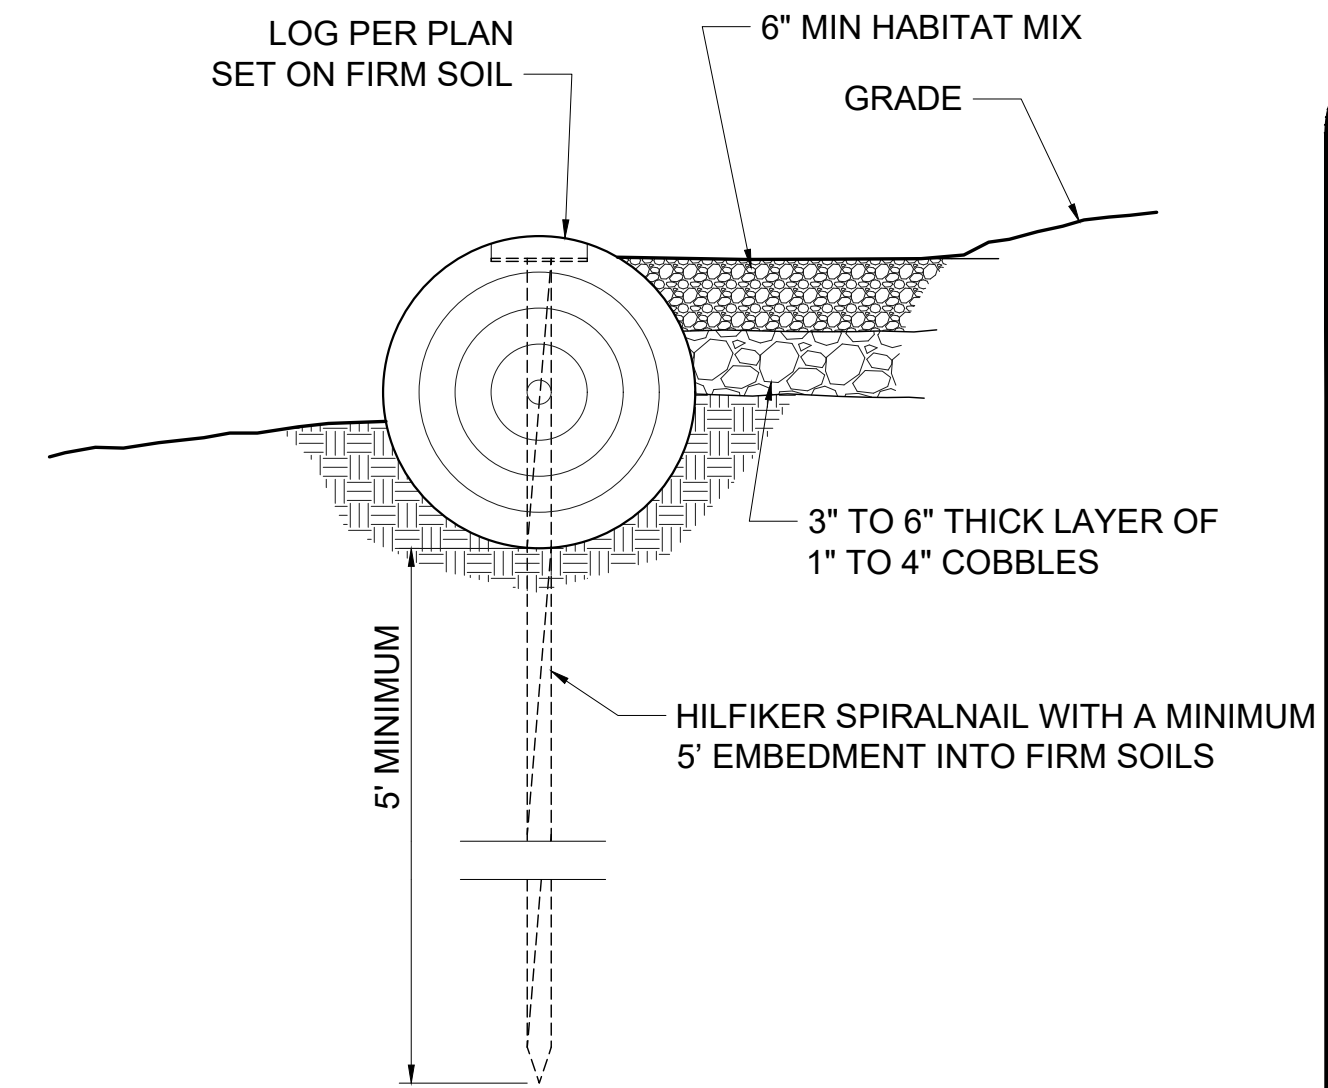 LOG PER PLAN
SET ON FIRM SOIL
6" MIN HABITAT MIX
GRADE
3" TO 6" THICK LAYER OF
1" TO 4" COBBLES
5' MINIMUM
HILFIKER SPIRALNAIL WITH A MINIMUM
5’ EMBEDMENT INTO FIRM SOILS